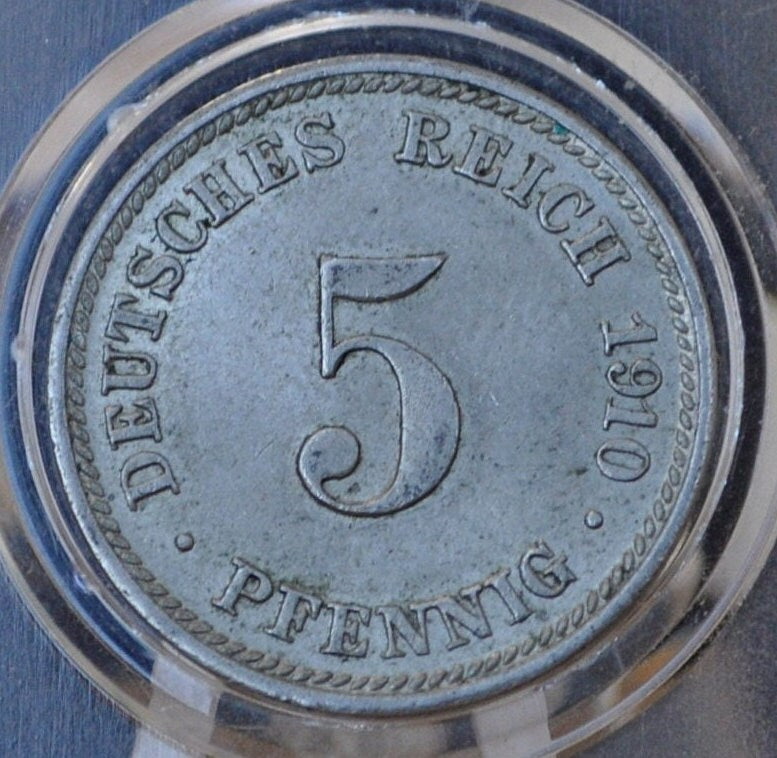 DEUTSCHES REICH 1910
5
· PFENNIG ·